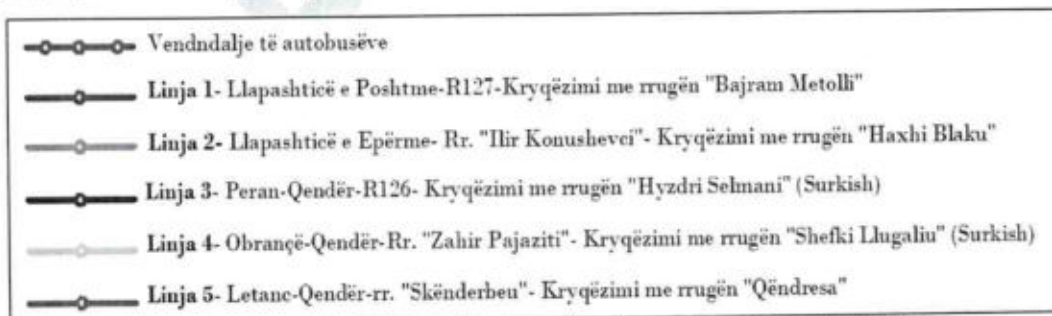 Vendndalje të autobusëve
Linja 1- Llapashticë e Poshtme-R127-Kryqëzimi me rrugën "Bajram Metolli"
Linja 2- Llapashticë e Epërme- Rr. "Ilir Konushevci"- Kryqëzimi me rrugën "Haxhi Blaku"
Linja 3- Peran-Qendër-R126- Kryqëzimi me rrugën "Hyzdri Selmani" (Surkish)
Linja 4- Obrançë-Qendër-Rr. "Zahir Pajaziti"- Kryqëzimi me rrugën "Shefki Llugaliu" (Surkish)
Linja 5- Letanc-Qendër-rr. "Skënderbeu"- Kryqëzimi me rrugën "Qëndresa"